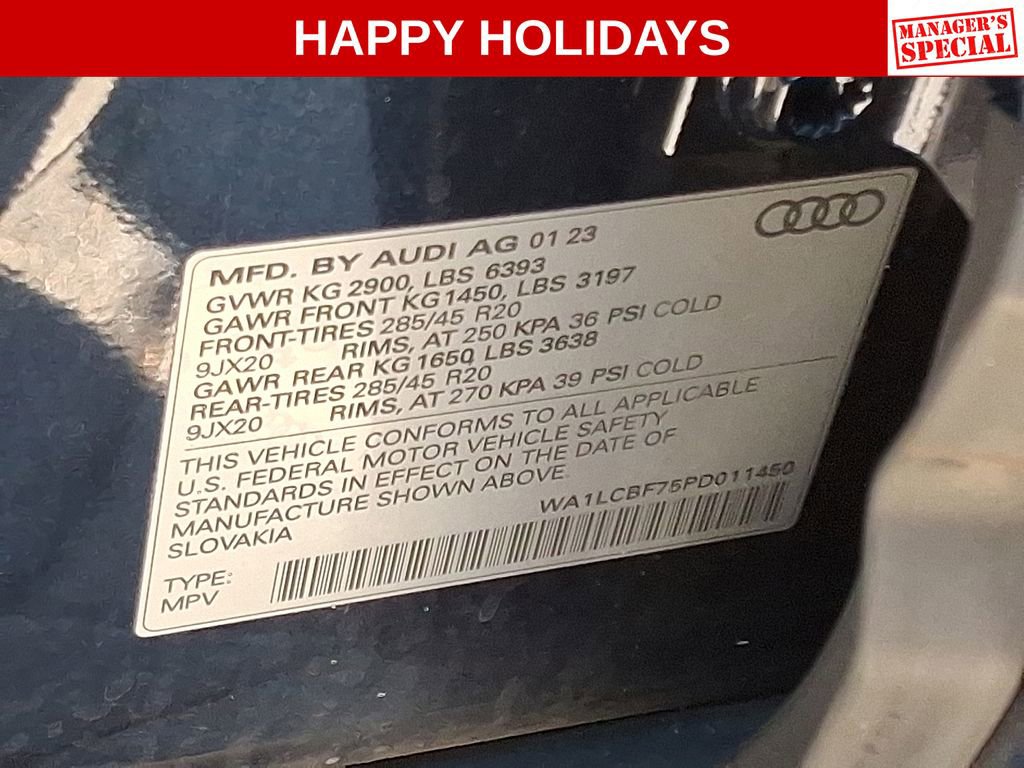 HAPPY HOLIDAYS
MANAGER'S
SPECIAL
MFD. BY AUDI AG 01 23
GVWR KG 2900, LBS 6393
GAWR FRONT KG1450, LBS 3197
FRONT-TIRES 285/45 R20
9JX20 RIMS, AT 250 KPA 36 PSI COLD
GAWR REAR KG 1650 LBS 3638
REAR-TIRES 285/45 R20
9JX20 RIMS, AT 270 KPA 39 PSI COLD
THIS VEHICLE CONFORMS TO ALL APPLICABLE
U.S. FEDERAL MOTOR VEHICLE SAFETY
STANDARDS IN EFFECT ON THE DATE OF
MANUFACTURE SHOWN ABOVE.
SLOVAKIA WA1LCBF75PD011450
TYPE:
MPV